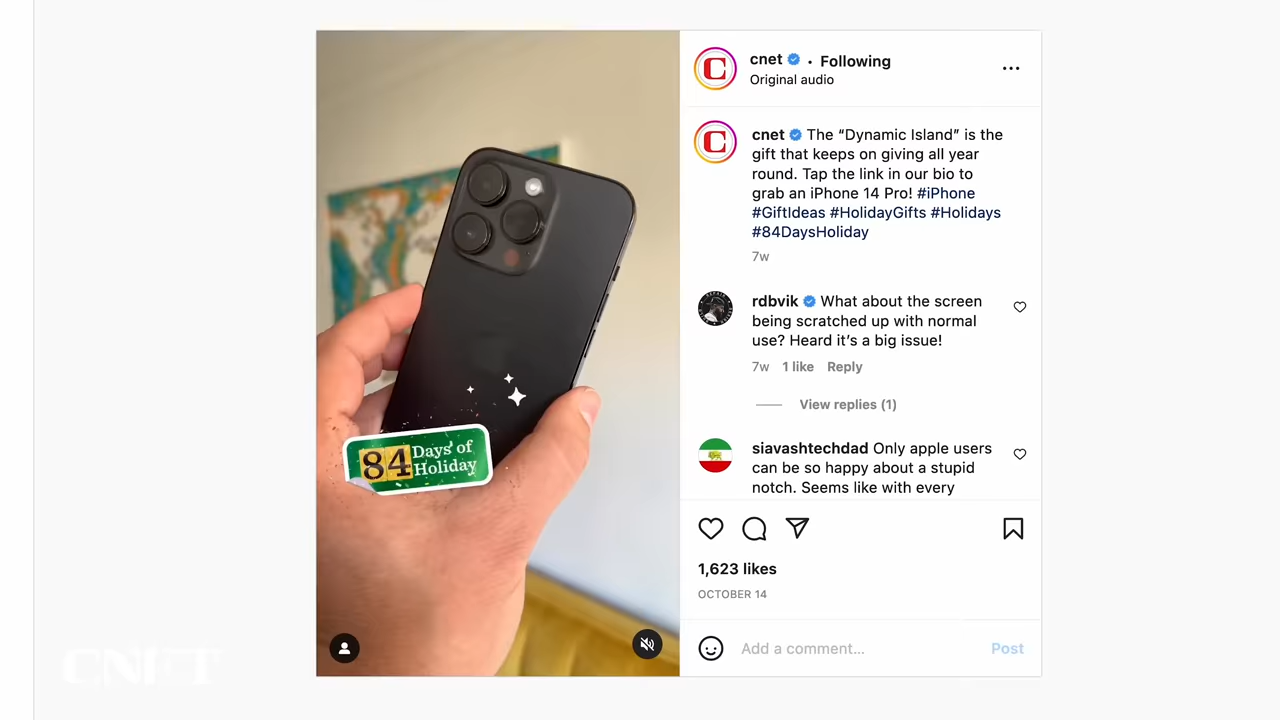 cnet • Following
Original audio
...
cnet The “Dynamic Island” is the
gift that keeps on giving all year
round. Tap the link in our bio to
grab an iPhone 14 Pro! #iPhone
#GiftIdeas #HolidayGifts #Holidays
#84DaysHoliday
7w
rdbvik What about the screen
being scratched up with normal
use? Heard it’s a big issue!
7w 1 like Reply
View replies (1)
siavashtechdad Only apple users
can be so happy about a stupid
notch. Seems like with every
1,623 likes
OCTOBER 14
Add a comment... Post
84 Days of
Holiday
CNET